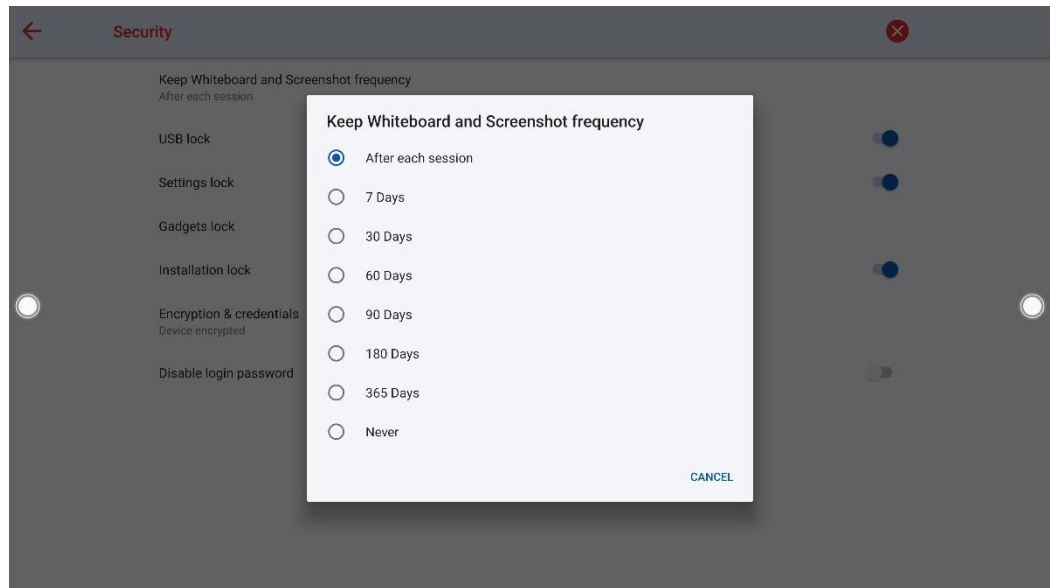 Security
Keep Whiteboard and Screenshot frequency
After each session
USB lock
Settings lock
Gadgets lock
Installation lock
Encryption & credentials
Device encrypted
Disable login password
Keep Whiteboard and Screenshot frequency
After each session
7 Days
30 Days
60 Days
90 Days
180 Days
365 Days
Never
CANCEL